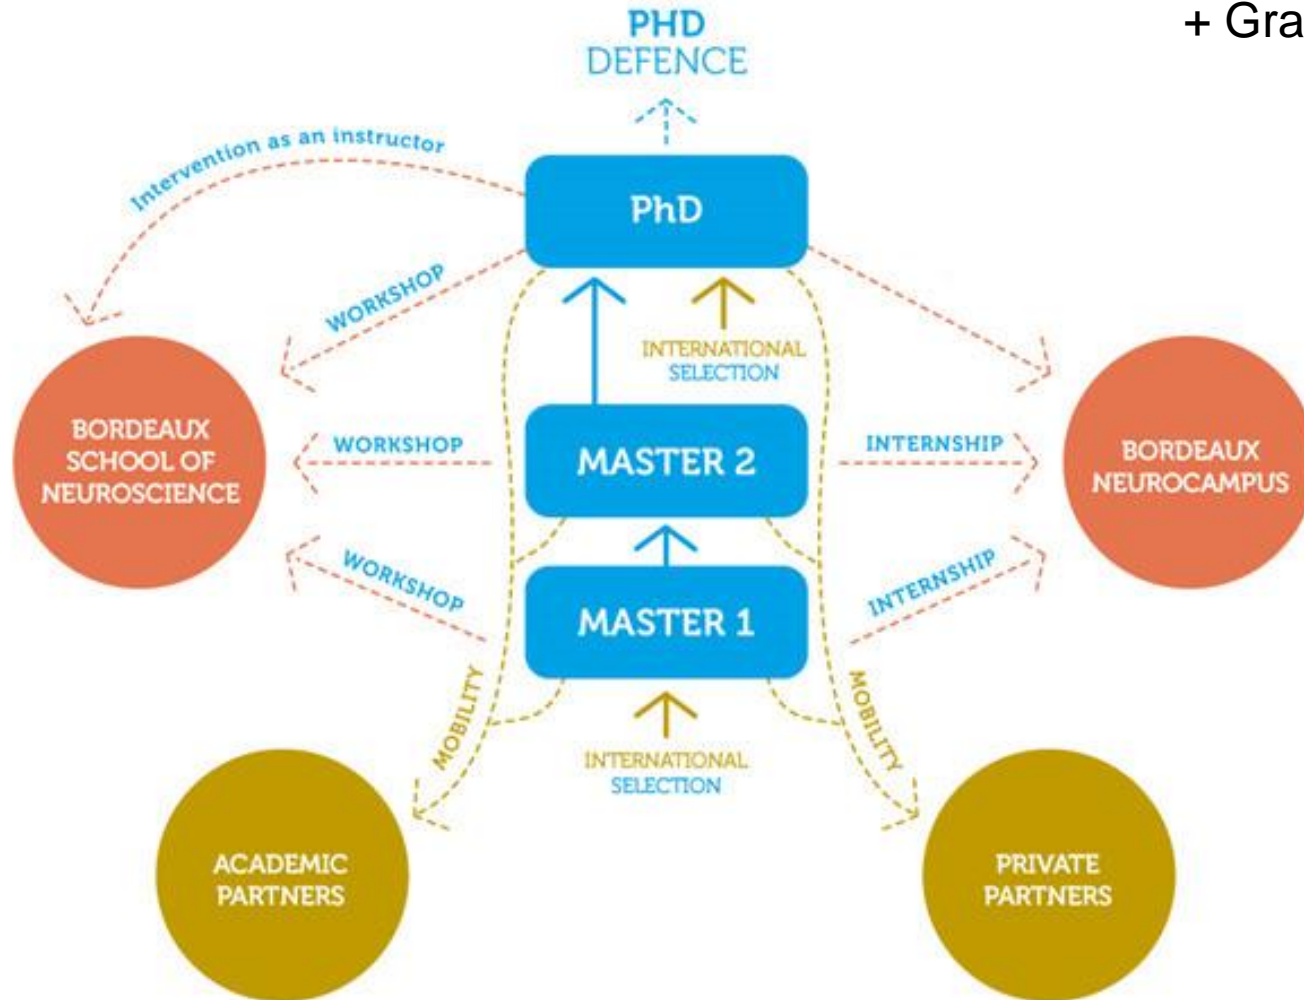 + Gra
PHD
DEFENCE
Intervention as an instructor
PhD
WORKSHOP
INTERNATIONAL
SELECTION
BORDEAUX
SCHOOL OF
NEUROSCIENCE
WORKSHOP
MASTER 2
INTERNSHIP
BORDEAUX
NEUROCAMPUS
WORKSHOP
MASTER 1
INTERNSHIP
MOBILITY
INTERNATIONAL
SELECTION
MOBILITY
ACADEMIC
PARTNERS
PRIVATE
PARTNERS